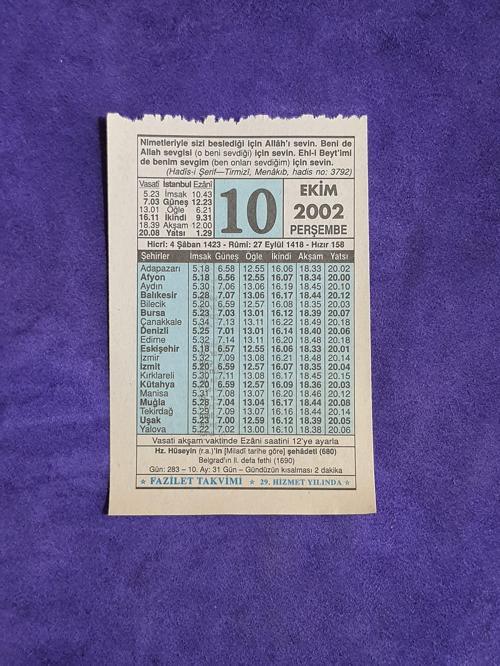 Nimetleriyle sizi beslediği için Allâh'ı sevin. Beni de
Allah sevgisi (o beni sevdiği) için sevin. Ehl-i Beyt'imi
de benim sevgim (ben onları sevdiğim) için sevin.
(Hadîs-i Şerif—Tirmizî, Menâkıb, hadis no: 3792)
Vasati İstanbul Ezânî
5.23 İmsak 10.43
7.03 Güneş 12.23
13.01 Öğle 6.21
16.11 İkindi 9.31
18.39 Akşam 12.00
20.08 Yatsı 1.29
10
EKİM
2002
PERŞEMBE
Hicrî: 4 Şâban 1423 - Rûmî: 27 Eylül 1418 - Hızır 158
Şehirler İmsak Güneş Öğle İkindi Akşam Yatsı
Adapazarı 5.18 6.58 12.55 16.06 18.33 20.02
Afyon 5.18 6.56 12.55 16.07 18.34 20.00
Aydın 5.30 7.06 13.06 16.19 18.45 20.10
Balıkesir 5.28 7.07 13.06 16.17 18.44 20.12
Bilecik 5.20 6.59 12.57 16.08 18.35 20.03
Bursa 5.23 7.03 13.01 16.12 18.39 20.07
Çanakkale 5.34 7.13 13.11 16.22 18.49 20.18
Denizli 5.25 7.01 13.01 16.14 18.40 20.06
Edirne 5.32 7.14 13.11 16.20 18.48 20.18
Eskişehir 5.18 6.57 12.55 16.06 18.33 20.01
İzmir 5.32 7.09 13.08 16.21 18.48 20.14
İzmit 5.20 6.59 12.57 16.07 18.35 20.04
Kırklareli 5.30 7.11 13.08 16.17 18.45 20.15
Kütahya 5.20 6.59 12.57 16.09 18.36 20.03
Manisa 5.31 7.08 13.07 16.20 18.46 20.12
Muğla 5.28 7.04 13.04 16.17 18.44 20.08
Tekirdağ 5.29 7.09 13.07 16.16 18.44 20.14
Uşak 5.23 7.00 12.59 16.12 18.39 20.05
Yalova 5.22 7.02 13.00 16.10 18.38 20.06
Vasati akşam vaktinde Ezâni saatini 12'ye ayarla
Hz. Hüseyin (r.a.)'in [Miladî tarihe göre] şehâdeti (680)
Belgrad'ın II. defa fethi (1690)
Gün: 283 – 10. Ay: 31 Gün – Gündüzün kısalması 2 dakika
★ FAZİLET TAKVİMİ ★ 29. HİZMET YILINDA ★